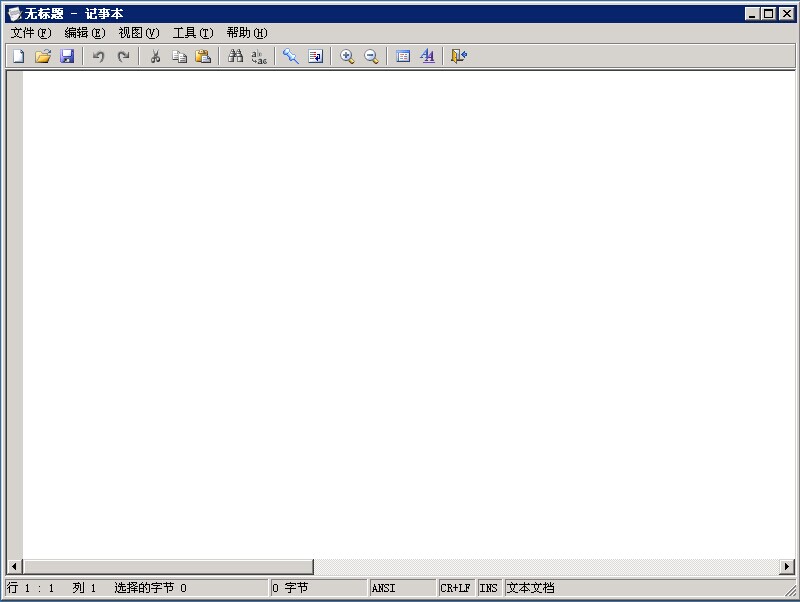 无标题 - 记事本
文件(F) 编辑(E) 视图(V) 工具(T) 帮助(H)
行 1 : 1 列 1 选择的字节 0 0 字节 ANSI CR+LF INS 文本文档